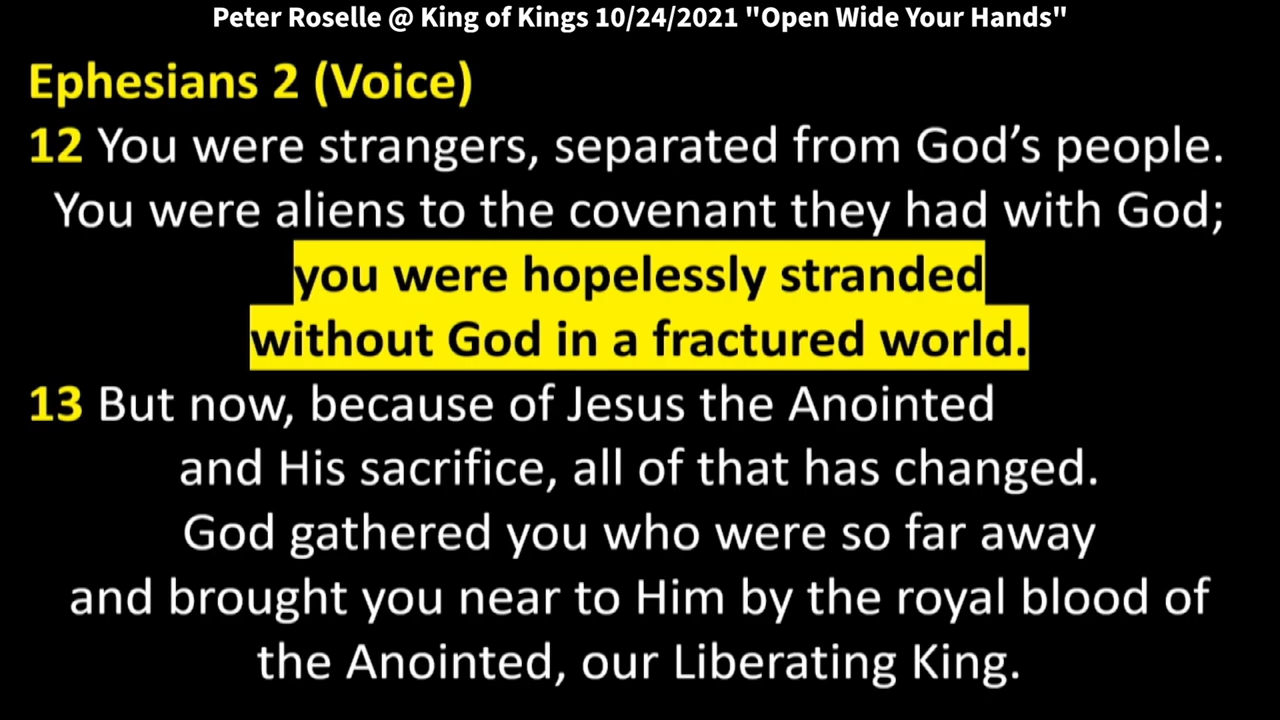 Peter Roselle @ King of Kings 10/24/2021 "Open Wide Your Hands"
Ephesians 2 (Voice)
12 You were strangers, separated from God’s people.
You were aliens to the covenant they had with God;
you were hopelessly stranded
without God in a fractured world.
13 But now, because of Jesus the Anointed
and His sacrifice, all of that has changed.
God gathered you who were so far away
and brought you near to Him by the royal blood of
the Anointed, our Liberating King.